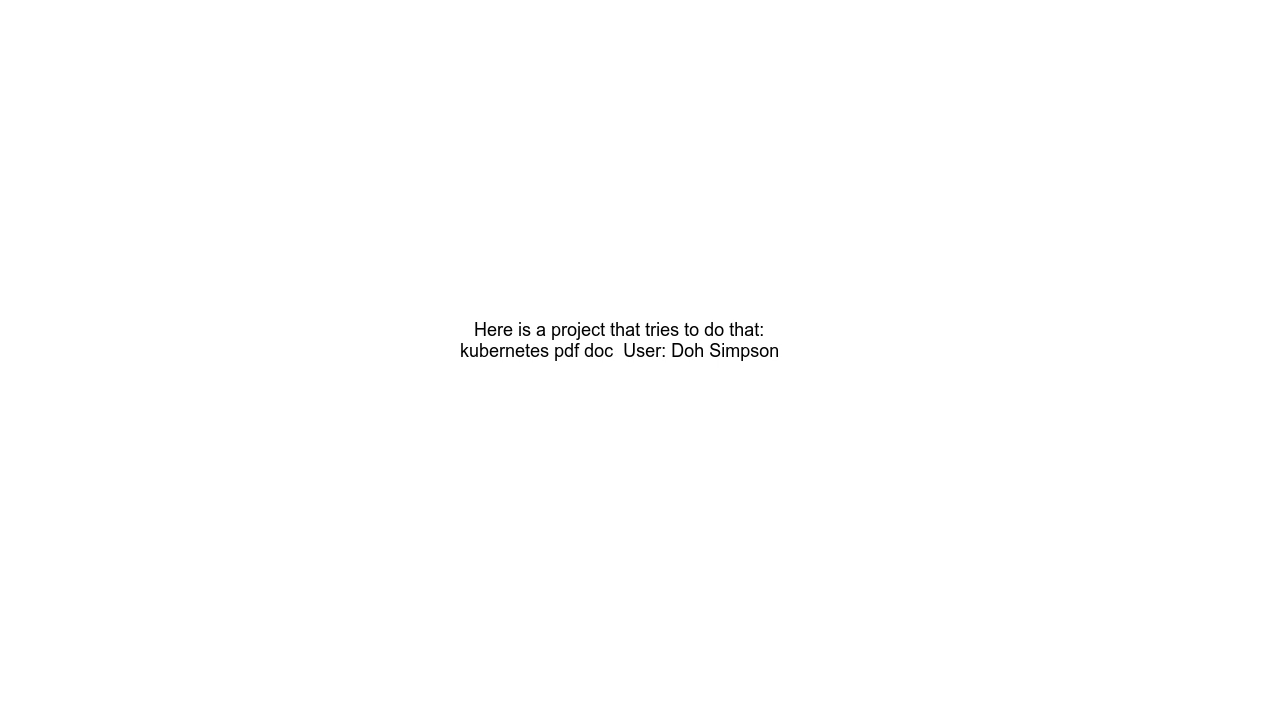 Here is a project that tries to do that:
kubernetes pdf doc  User: Doh Simpson